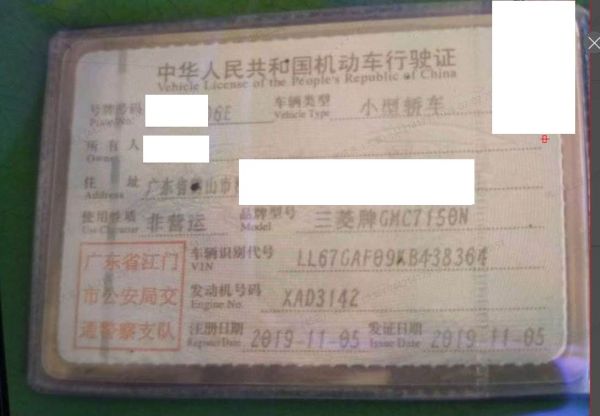 中华人民共和国机动车行驶证
Vehicle License of the People's Republic of China
号牌号码 06E 车辆类型 小型轿车
Plate No. Vehicle Type
所有人
Owner
住址 广东省 山市
Address
使用性质 非营运 品牌型号 三菱牌GMC7150N
Use Character Model
车辆识别代号 LL67GAF09KB438364
VIN
发动机号码 XAD3142
Engine No.
注册日期 2019-11-05 发证日期 2019-11-05
Register Date Issue Date
广东省江门
市公安局交
通警察支队